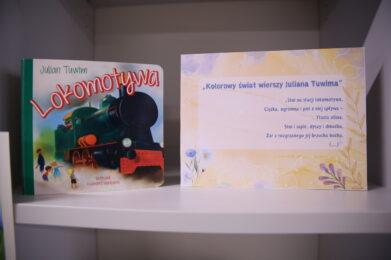 Julian Tuwim
Lokomotywa
„Kolorowy świat wierszy Juliana Tuwima”
„Stoi na stacji lokomotywa,
Ciężka, ogromna i pot z niej spływa –
Tłusta oliwa.
Stoi i sapie, dyszy i dmucha,
Żar z rozgrzanego jej brzucha bucha.
(...)”